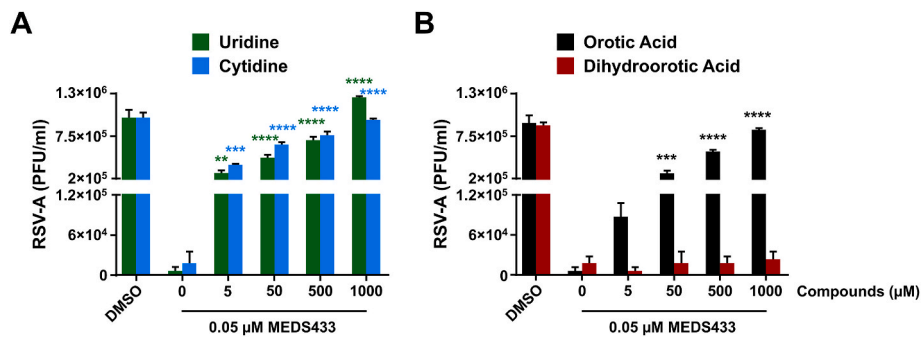 A
Uridine
Cytidine
RSV-A (PFU/ml)
1.3×10⁶
7.5×10⁵
2×10⁵
1.2×10⁵
6×10⁴
0
** *** **** **** **** **** **** ****
DMSO 0 5 50 500 1000
0.05 µM MEDS433
B
Orotic Acid
Dihydroorotic Acid
RSV-A (PFU/ml)
1.3×10⁶
7.5×10⁵
2×10⁵
1.2×10⁵
6×10⁴
0
*** **** ****
DMSO 0 5 50 500 1000 Compounds (µM)
0.05 µM MEDS433